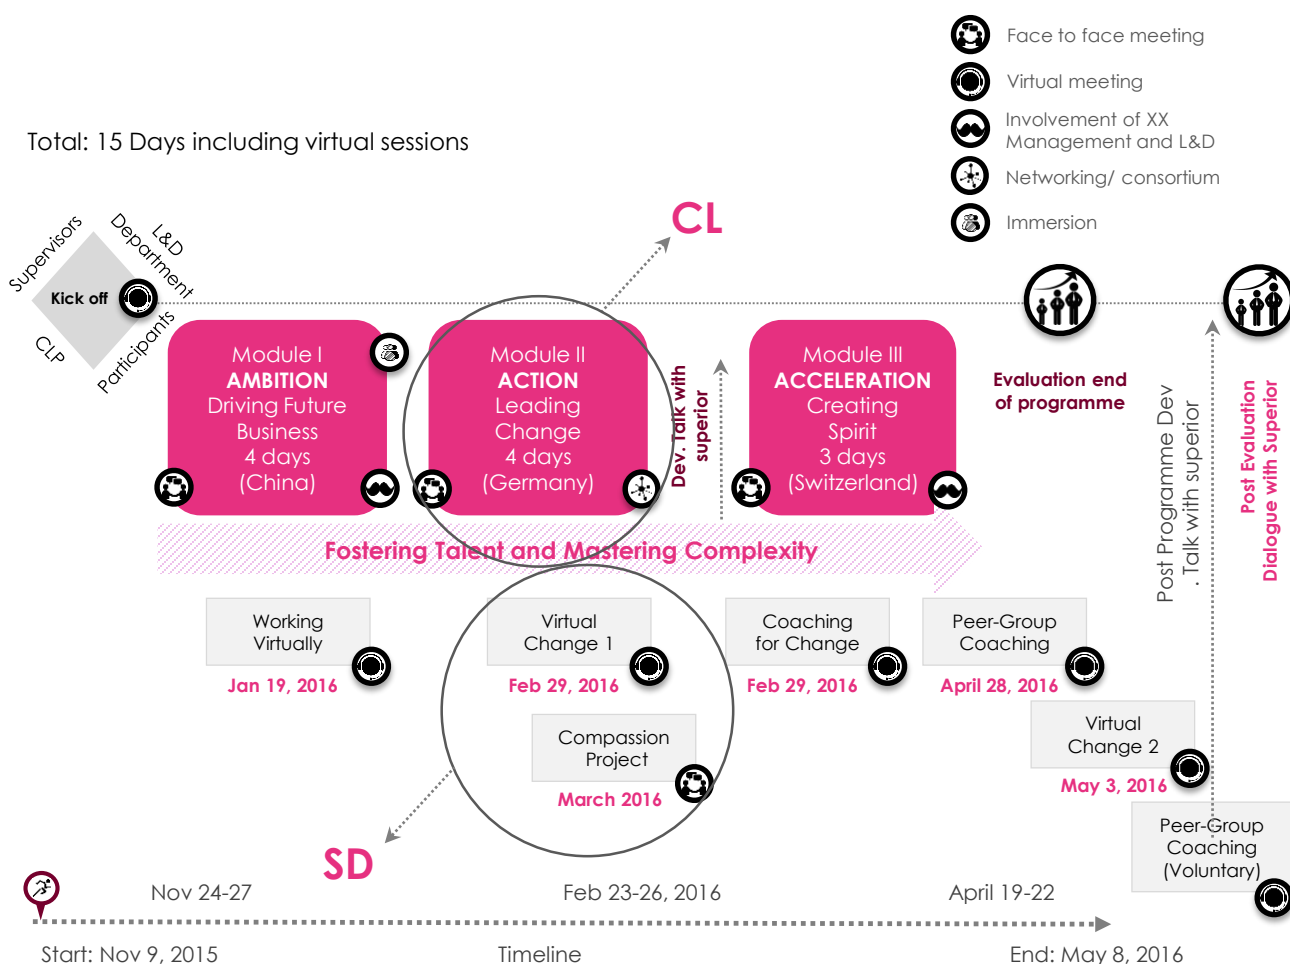 Face to face meeting
Virtual meeting
Involvement of XX
Management and L&D
Networking/ consortium
Immersion
Total: 15 Days including virtual sessions
CL
Supervisors
L&D
Department
Kick off
CLP
Participants
Module I
AMBITION
Driving Future
Business
4 days
(China)
Module II
ACTION
Leading
Change
4 days
(Germany)
Dev. Talk with
superior
Module III
ACCELERATION
Creating
Spirit
3 days
(Switzerland)
Evaluation end
of programme
Post Programme Dev
. Talk with superior
Post Evaluation
Dialogue with Superior
Fostering Talent and Mastering Complexity
Working
Virtually
Jan 19, 2016
Virtual
Change 1
Feb 29, 2016
Coaching
for Change
Feb 29, 2016
Peer-Group
Coaching
April 28, 2016
Compassion
Project
March 2016
Virtual
Change 2
May 3, 2016
Peer-Group
Coaching
(Voluntary)
SD
Nov 24-27
Feb 23-26, 2016
April 19-22
Start: Nov 9, 2015
Timeline
End: May 8, 2016